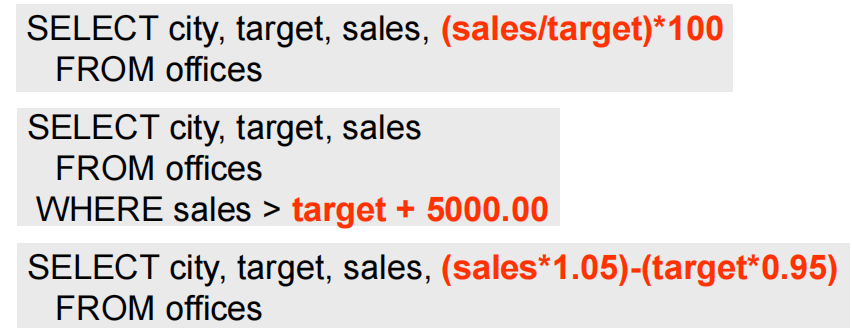 SELECT city, target, sales, (sales/target)*100
FROM offices
SELECT city, target, sales
FROM offices
WHERE sales > target + 5000.00
SELECT city, target, sales, (sales*1.05)-(target*0.95)
FROM offices